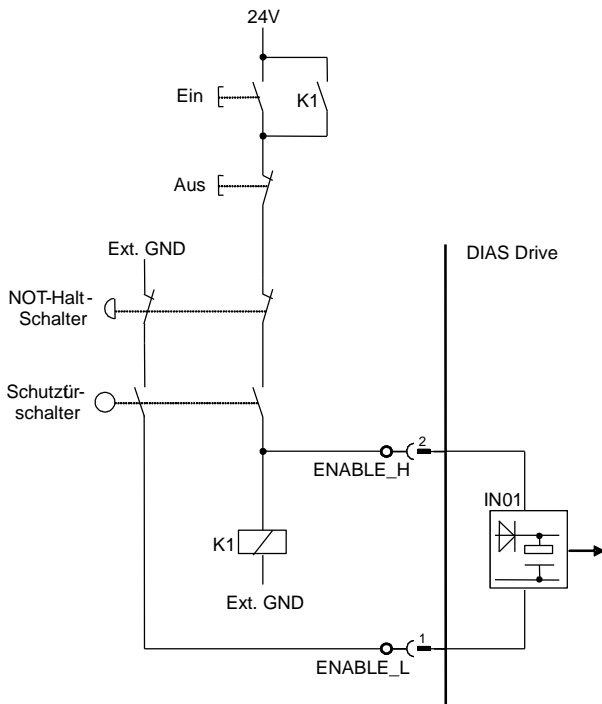 24V
Ein
K1
Aus
Ext. GND
DIAS Drive
NOT-Halt-
Schalter
Schutztür-
schalter
2
ENABLE_H
IN01
K1
Ext. GND
1
ENABLE_L